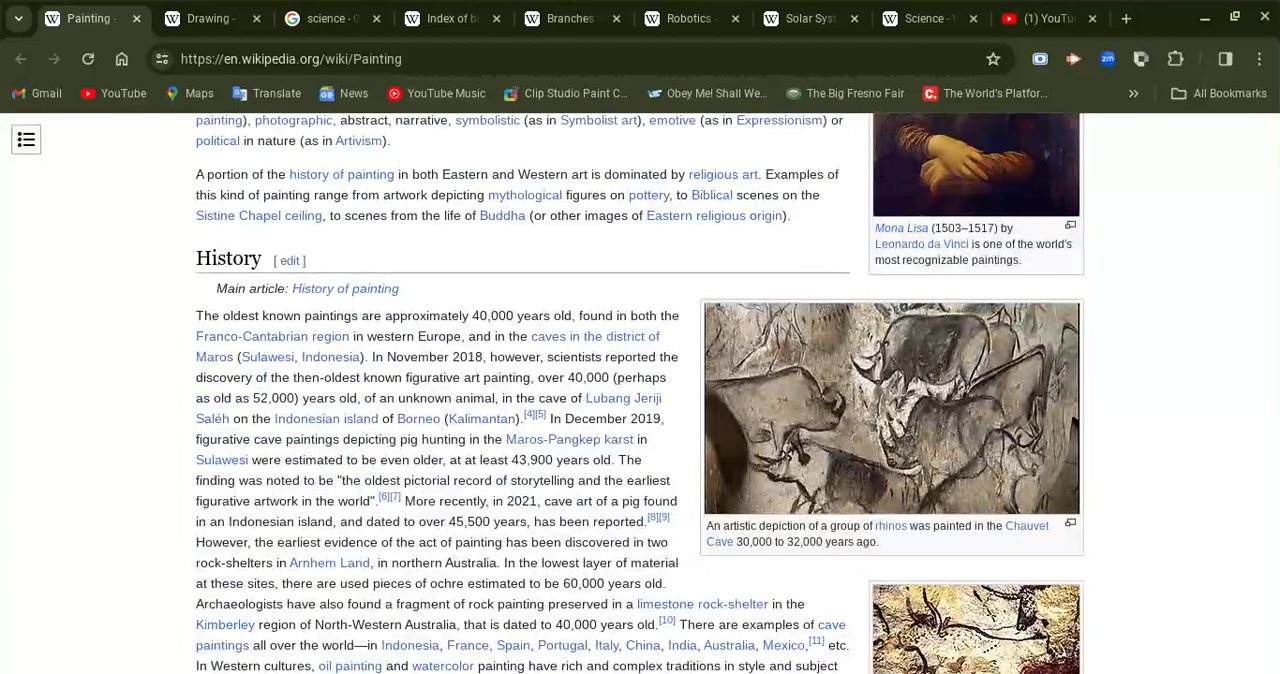 Painting -
Drawing -
science - G
Index of b
Branches
Robotics -
Solar Sys
Science - W
(1) YouTu
https://en.wikipedia.org/wiki/Painting
Gmail
YouTube
Maps
Translate
News
YouTube Music
Clip Studio Paint C...
Obey Me! Shall We...
The Big Fresno Fair
The World's Platfor...
All Bookmarks
painting), photographic, abstract, narrative, symbolistic (as in Symbolist art), emotive (as in Expressionism) or
political in nature (as in Artivism).
A portion of the history of painting in both Eastern and Western art is dominated by religious art. Examples of
this kind of painting range from artwork depicting mythological figures on pottery, to Biblical scenes on the
Sistine Chapel ceiling, to scenes from the life of Buddha (or other images of Eastern religious origin).
Mona Lisa (1503–1517) by
Leonardo da Vinci is one of the world's
most recognizable paintings.
History [ edit ]
Main article: History of painting
The oldest known paintings are approximately 40,000 years old, found in both the
Franco-Cantabrian region in western Europe, and in the caves in the district of
Maros (Sulawesi, Indonesia). In November 2018, however, scientists reported the
discovery of the then-oldest known figurative art painting, over 40,000 (perhaps
as old as 52,000) years old, of an unknown animal, in the cave of Lubang Jeriji
Saléh on the Indonesian island of Borneo (Kalimantan).[4][5] In December 2019,
figurative cave paintings depicting pig hunting in the Maros-Pangkep karst in
Sulawesi were estimated to be even older, at at least 43,900 years old. The
finding was noted to be "the oldest pictorial record of storytelling and the earliest
figurative artwork in the world".[6][7] More recently, in 2021, cave art of a pig found
in an Indonesian island, and dated to over 45,500 years, has been reported.[8][9]
However, the earliest evidence of the act of painting has been discovered in two
rock-shelters in Arnhem Land, in northern Australia. In the lowest layer of material
at these sites, there are used pieces of ochre estimated to be 60,000 years old.
Archaeologists have also found a fragment of rock painting preserved in a limestone rock-shelter in the
Kimberley region of North-Western Australia, that is dated to 40,000 years old.[10] There are examples of cave
paintings all over the world—in Indonesia, France, Spain, Portugal, Italy, China, India, Australia, Mexico,[11] etc.
In Western cultures, oil painting and watercolor painting have rich and complex traditions in style and subject
An artistic depiction of a group of rhinos was painted in the Chauvet
Cave 30,000 to 32,000 years ago.